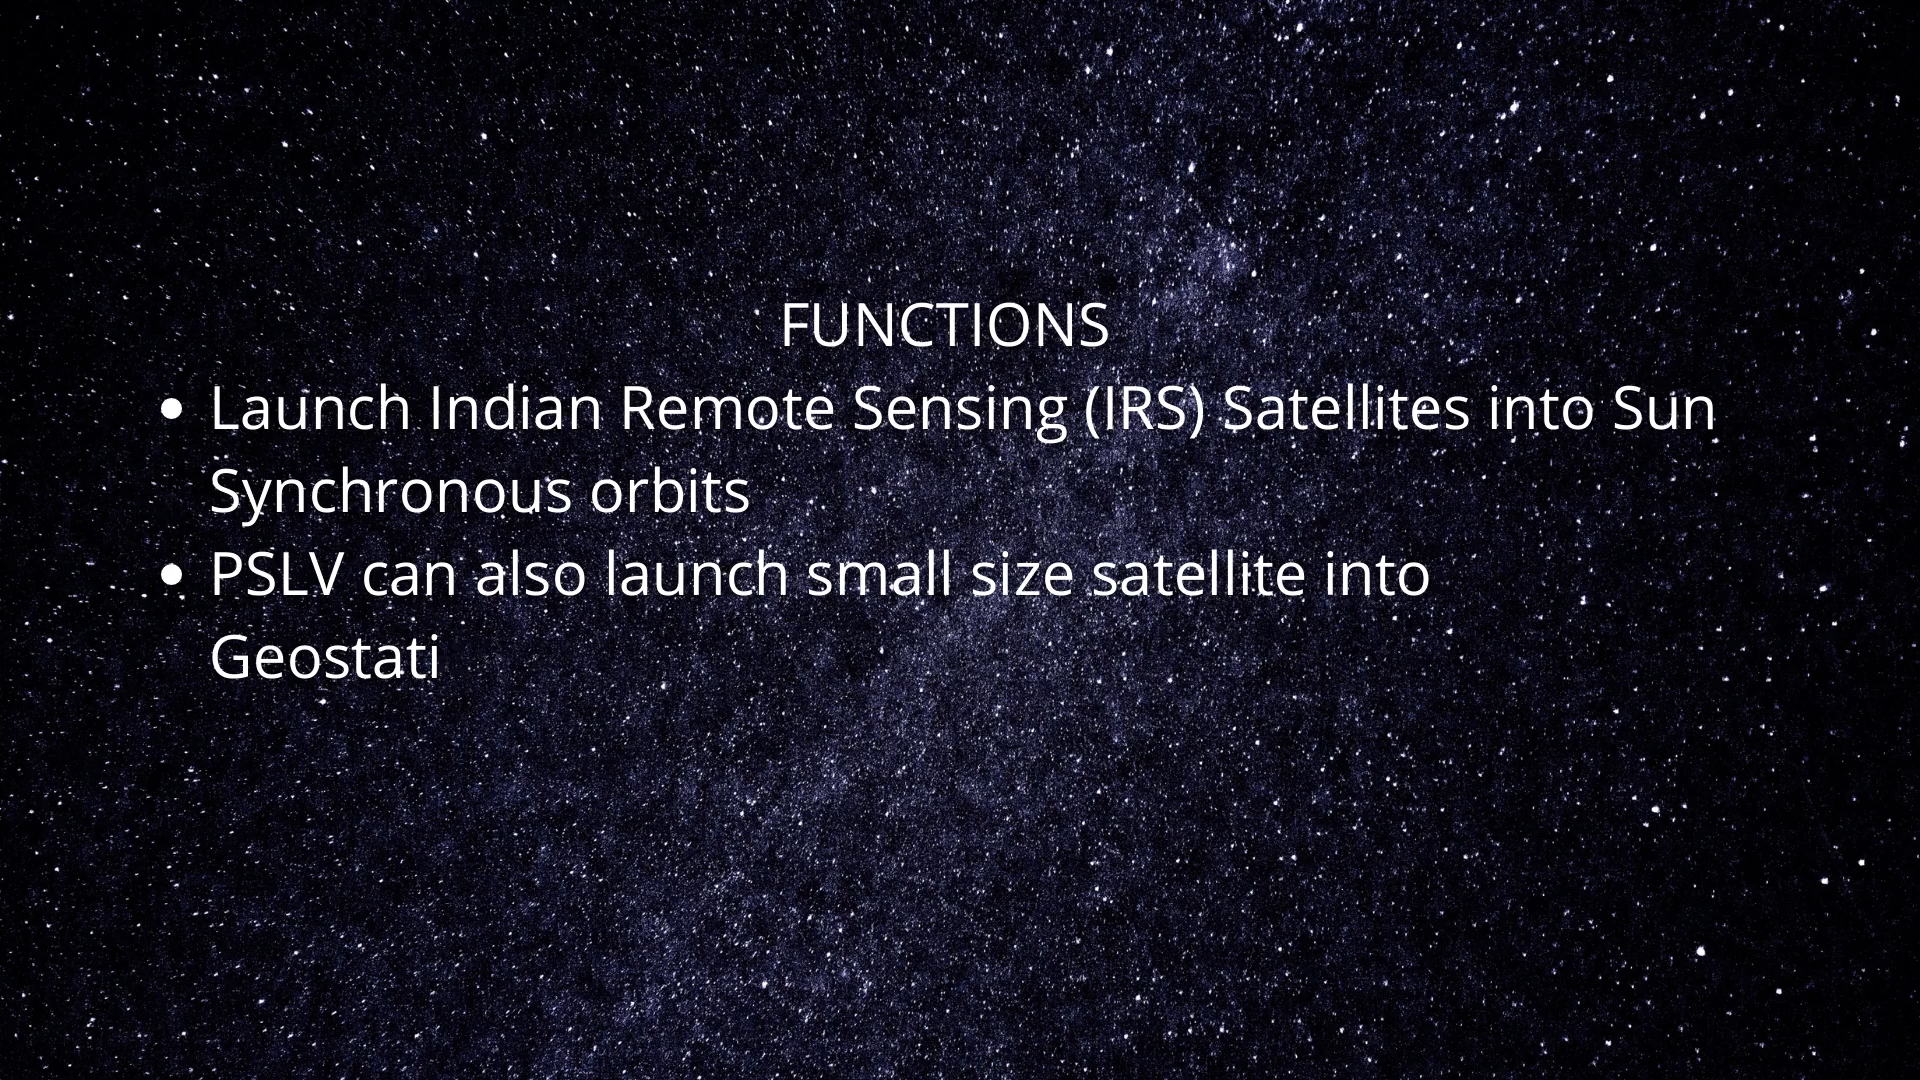 FUNCTIONS
• Launch Indian Remote Sensing (IRS) Satellites into Sun
Synchronous orbits
• PSLV can also launch small size satellite into
Geostati